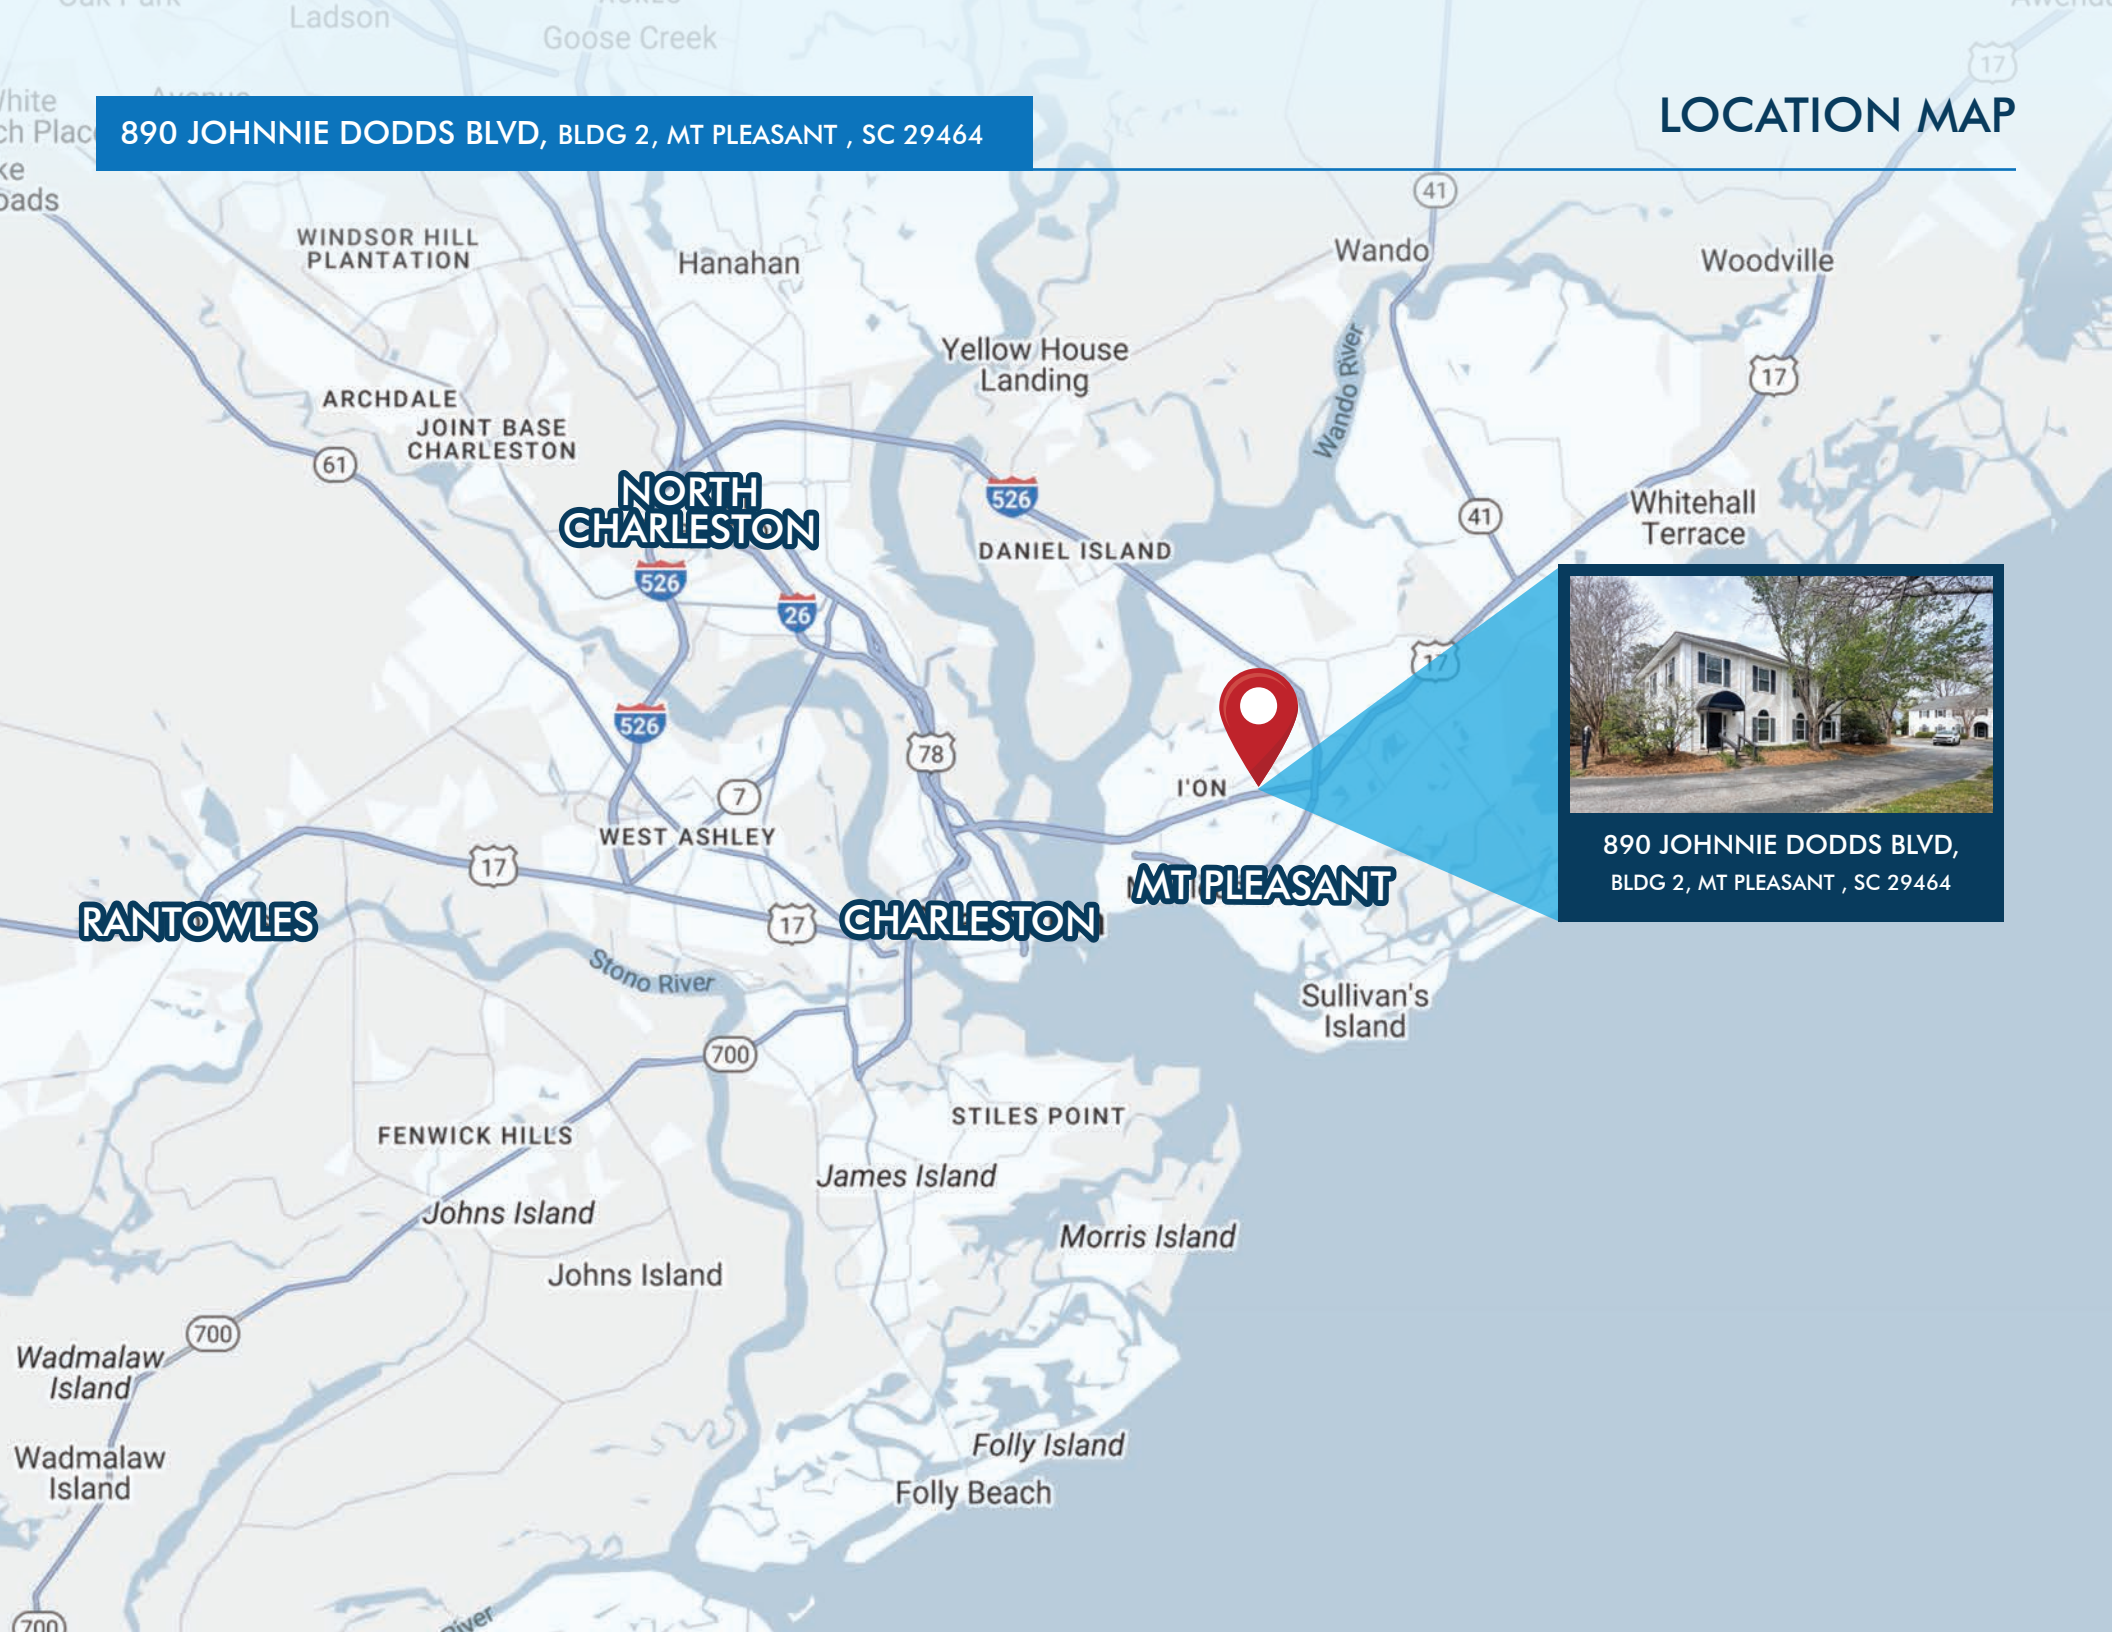 Ladson
Goose Creek
17
890 JOHNNIE DODDS BLVD, BLDG 2, MT PLEASANT , SC 29464
LOCATION MAP
41
WINDSOR HILL
PLANTATION
Hanahan
Wando
Woodville
Yellow House
Landing
Wando River
17
ARCHDALE
JOINT BASE
CHARLESTON
61
NORTH
CHARLESTON
526
41
Whitehall
Terrace
DANIEL ISLAND
526
26
17
526
78
I'ON
7
WEST ASHLEY
17
890 JOHNNIE DODDS BLVD,
BLDG 2, MT PLEASANT , SC 29464
MT PLEASANT
RANTOWLES
17
CHARLESTON
Stono River
Sullivan's
Island
700
STILES POINT
FENWICK HILLS
James Island
Johns Island
Morris Island
Johns Island
700
Wadmalaw
Island
Folly Island
Wadmalaw
Island
Folly Beach
700